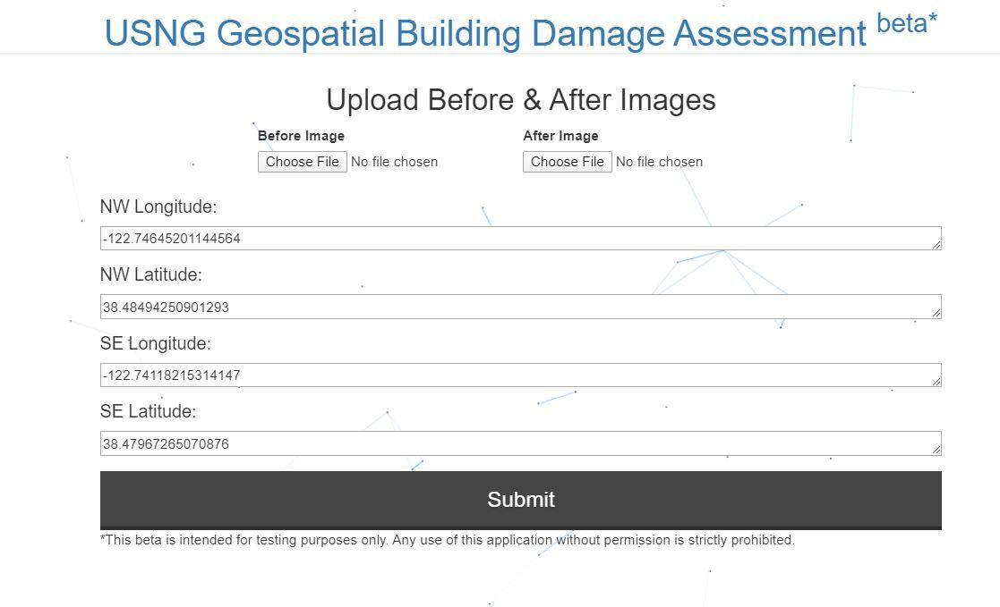 USNG Geospatial Building Damage Assessment beta*
Upload Before & After Images
Before Image
After Image
Choose File No file chosen
Choose File No file chosen
NW Longitude:
-122.74645201144564
NW Latitude:
38.48494250901293
SE Longitude:
-122.74118215314147
SE Latitude:
38.47967265070876
Submit
*This beta is intended for testing purposes only. Any use of this application without permission is strictly prohibited.